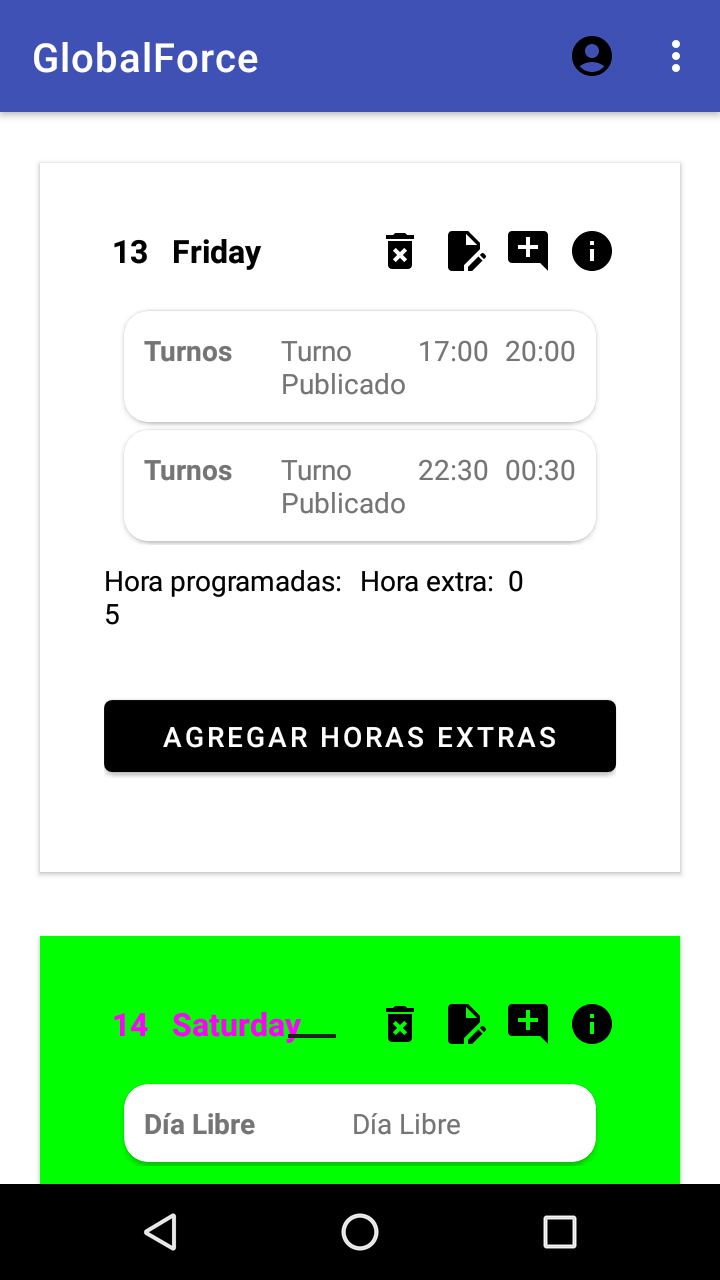 GlobalForce
13 Friday
Turnos Turno 17:00 20:00
Publicado
Turnos Turno 22:30 00:30
Publicado
Hora programadas: Hora extra: 0
5
AGREGAR HORAS EXTRAS
14 Saturday
Día Libre Día Libre